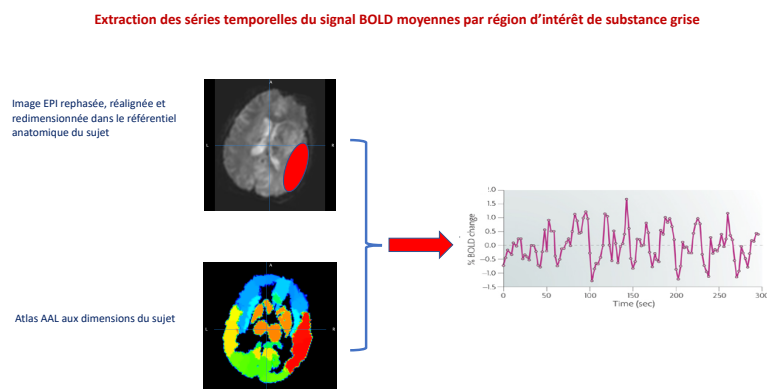 Extraction des séries temporelles du signal BOLD moyennes par région d'intérêt de substance grise
Image EPI rephasée, réalignée et
redimensionnée dans le référentiel
anatomique du sujet
A
L
R
Atlas AAL aux dimensions du sujet
A
L
R
% BOLD change
:.0
1.5
1.0
0.5
0.0
−0.5
−1.0
−1.5
0
50
100
150
200
250
300
Time (sec)